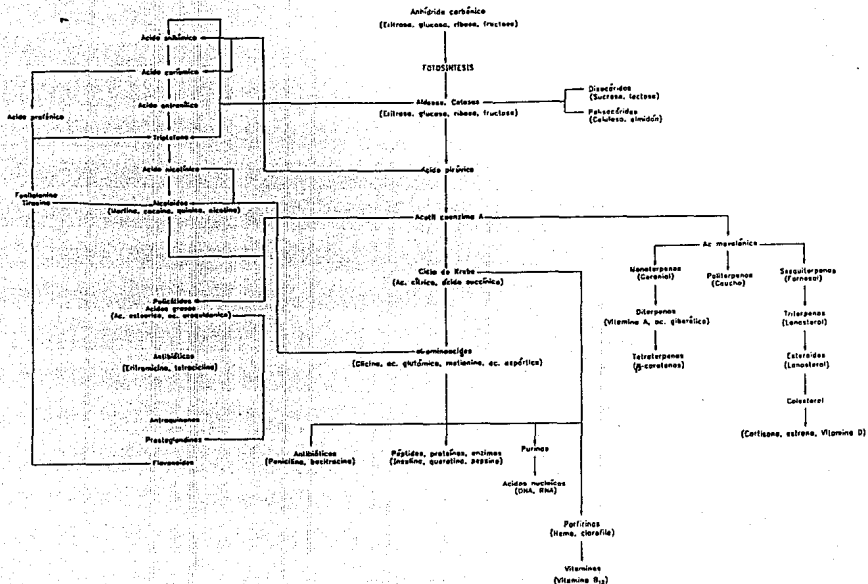 Anhídrido carbónico
(Eritrosa, glucosa, ribosa, fructosa)
FOTOSINTESIS
Aldosas, Cetosas
(Eritrosa, glucosa, ribosa, fructosa)
Disacáridos
(Sucrosa, lactosa)
Polisacáridos
(Celulosa, almidón)
Acido pirúvico
Acetil coenzima A
Ciclo de Krebs
(Ac. cítrico, ácido succínico)
α-aminoácidos
(Glicina, ac. glutámico, metionina, ac. aspártico)
Acido corísmico
Acido antranílico
Acido prefénico
Triptofano
Acido nicotínico
Fenilalanina
Tirosina
Alcaloides
(Morfina, cocaína, quinina, nicotina)
Policétidos
Acidos grasos
(Ac. esteárico, ac. araquidónico)
Antibióticos
(Eritromicina, tetraciclina)
Antraquinonas
Prostaglandinas
Flavonoides
Ac mevalónico
Monoterpenos
(Geraniol)
Diterpenos
(Vitamina A, ac. giberélico)
Tetraterpenos
(β-carotenos)
Politerpenos
(Caucho)
Sesquiterpenos
(Farnesol)
Triterpenos
(Lanosterol)
Esteroides
(Lanosterol)
Colesterol
(Cortisona, estrona, Vitamina D)
Antibióticos
(Penicilina, bacitracina)
Péptidos, proteínas, enzimas
(Insulina, queratina, pepsina)
Purinas
Acidos nucleicos
(DNA, RNA)
Porfirinas
(Hemo, clorofila)
Vitaminas
(Vitamina B₁₂)